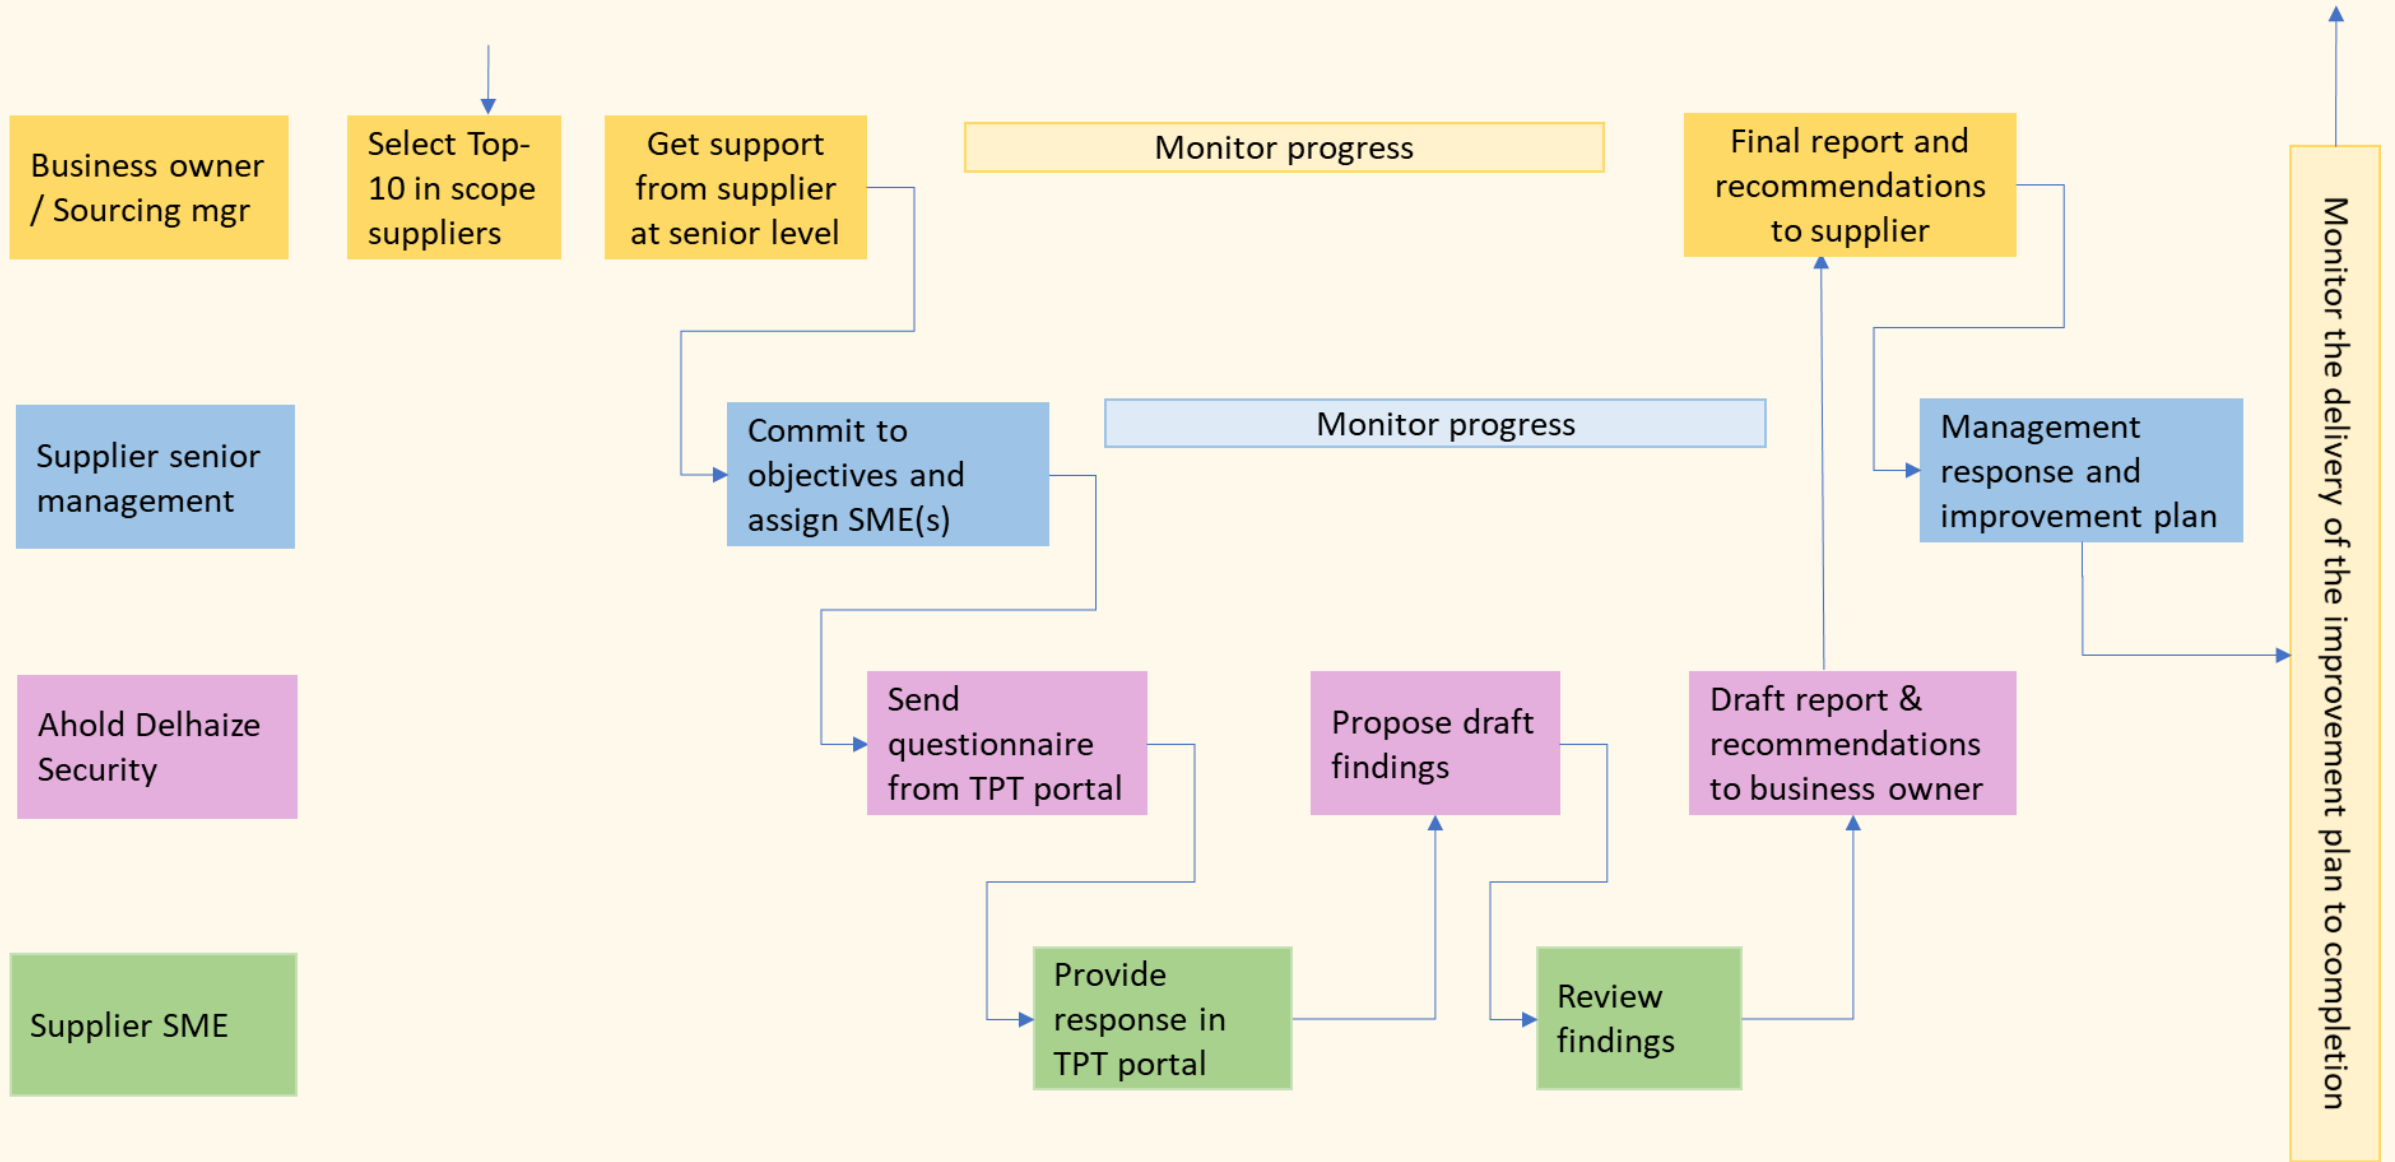 Business owner
/ Sourcing mgr
Select Top-
10 in scope
suppliers
Get support
from supplier
at senior level
Monitor progress
Final report and
recommendations
to supplier
Supplier senior
management
Commit to
objectives and
assign SME(s)
Monitor progress
Management
response and
improvement plan
Ahold Delhaize
Security
Send
questionnaire
from TPT portal
Propose draft
findings
Draft report &
recommendations
to business owner
Supplier SME
Provide
response in
TPT portal
Review
findings
Monitor the delivery of the improvement plan to completion